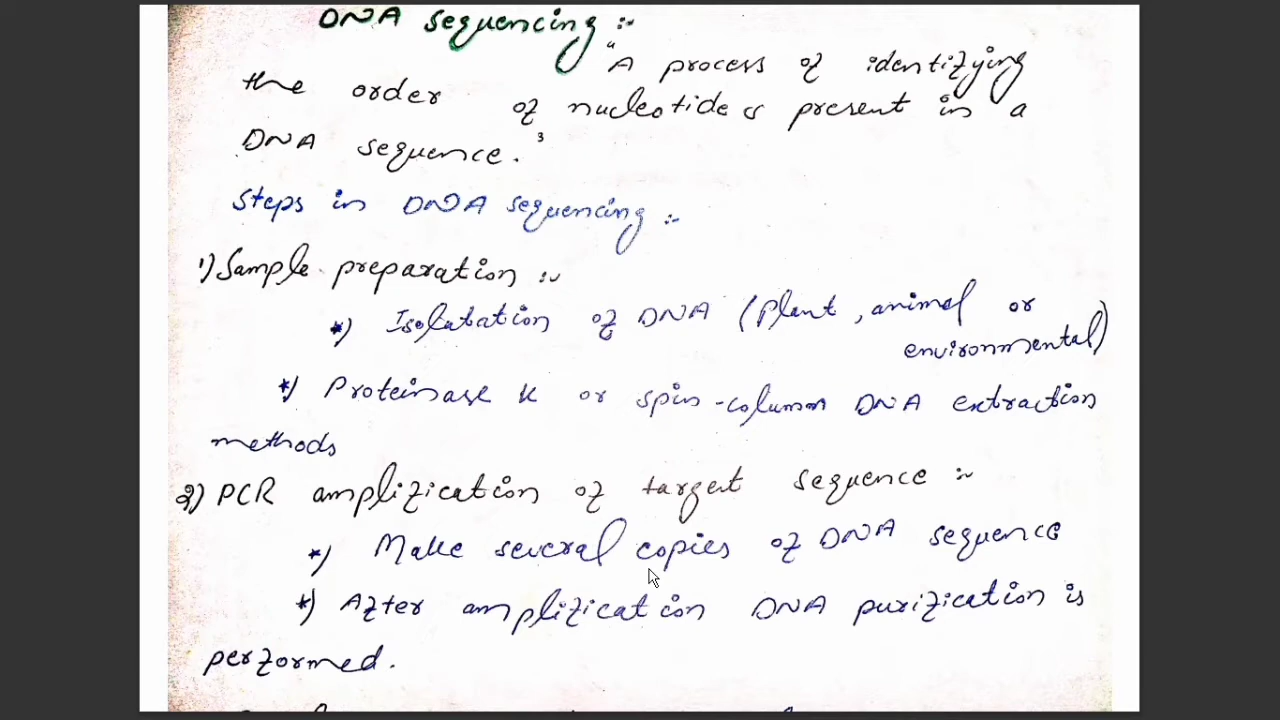 DNA sequencing :-
"A process of identifying
the order of nucleotides present in a
DNA sequence."
Steps in DNA sequencing :-
1) Sample preparation :-
*) Isolatation of DNA (Plant, animal or
environmental)
*) Proteinase K or spin-column DNA extraction
methods
2) PCR amplification of target sequence :-
*) Make several copies of DNA sequence
*) After amplification DNA purification is
performed.